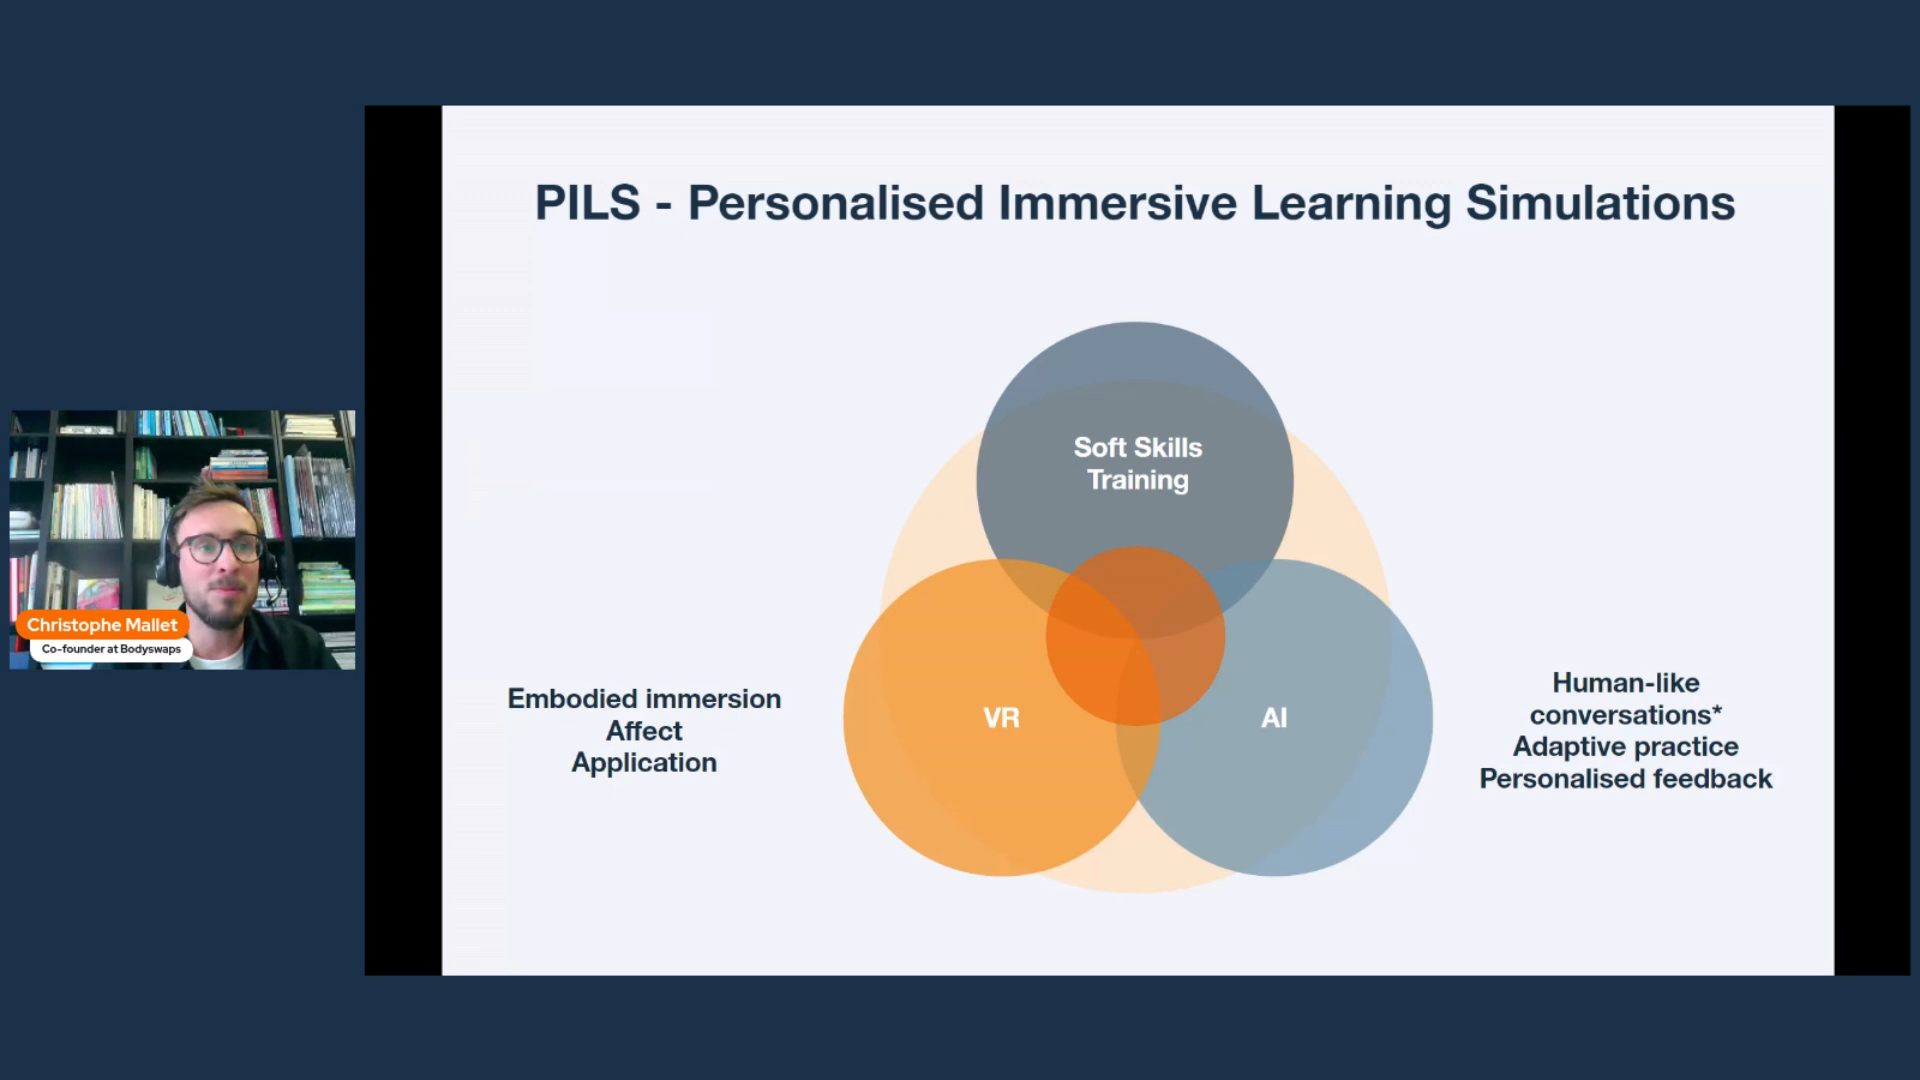 PILS - Personalised Immersive Learning Simulations
Soft Skills
Training
VR
AI
Embodied immersion
Affect
Application
Human-like
conversations*
Adaptive practice
Personalised feedback
Christophe Mallet
Co-founder at Bodyswaps